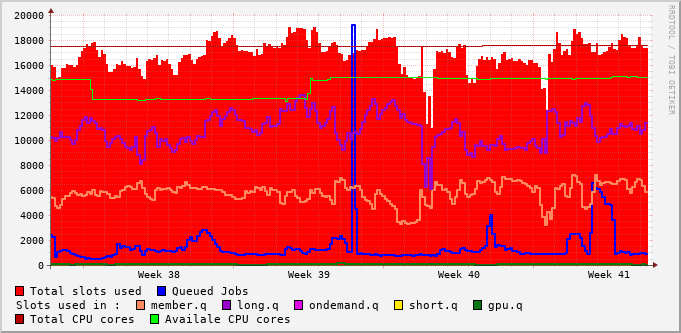 20000
18000
16000
14000
12000
10000
8000
6000
4000
2000
0
Week 38 Week 39 Week 40 Week 41
Total slots used Queued Jobs
Slots used in : member.q long.q ondemand.q short.q gpu.q
Total CPU cores Availale CPU cores
RRDTOOL / TOBI OETIKER